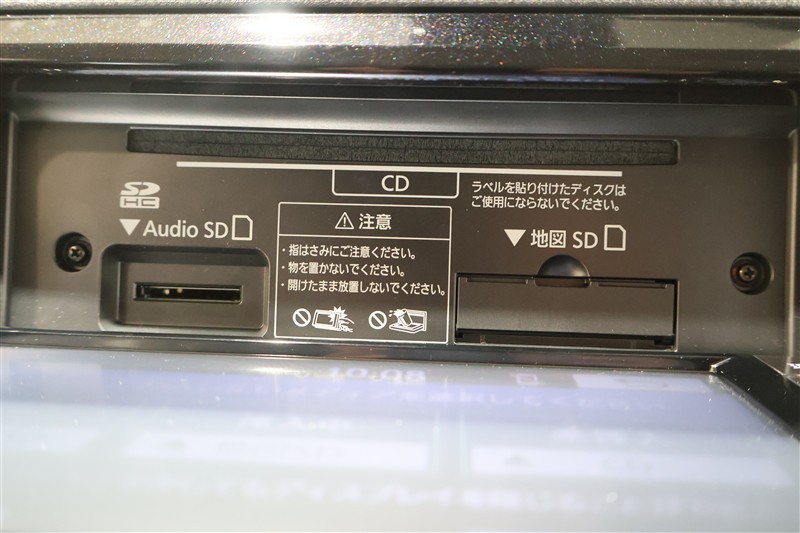 CD
ラベルを貼り付けたディスクは
ご使用にならないでください。
SD
HC
▼Audio SD
⚠注意
・指はさみにご注意ください。
・物を置かないでください。
・開けたまま放置しないでください。
▼地図 SD
10:08